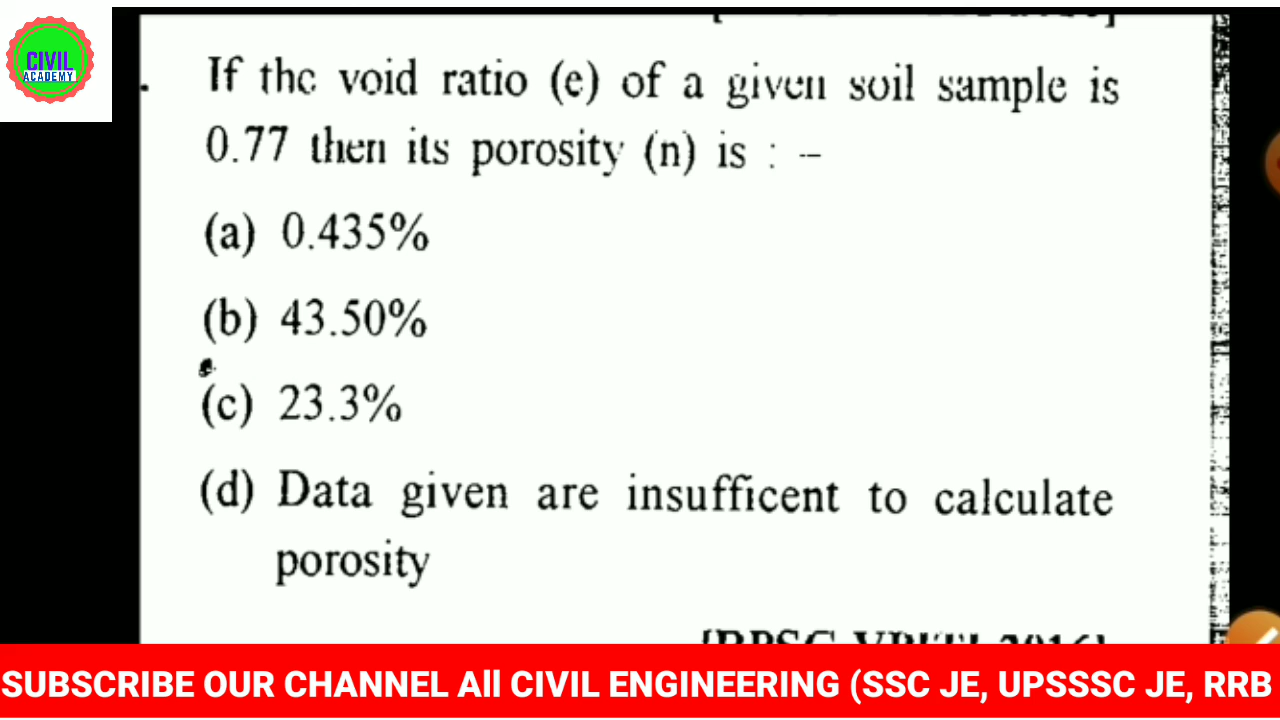 CIVIL
ACADEMY
If the void ratio (e) of a given soil sample is
0.77 then its porosity (n) is : –
(a) 0.435%
(b) 43.50%
(c) 23.3%
(d) Data given are insufficent to calculate
porosity
SUBSCRIBE OUR CHANNEL All CIVIL ENGINEERING (SSC JE, UPSSSC JE, RRB